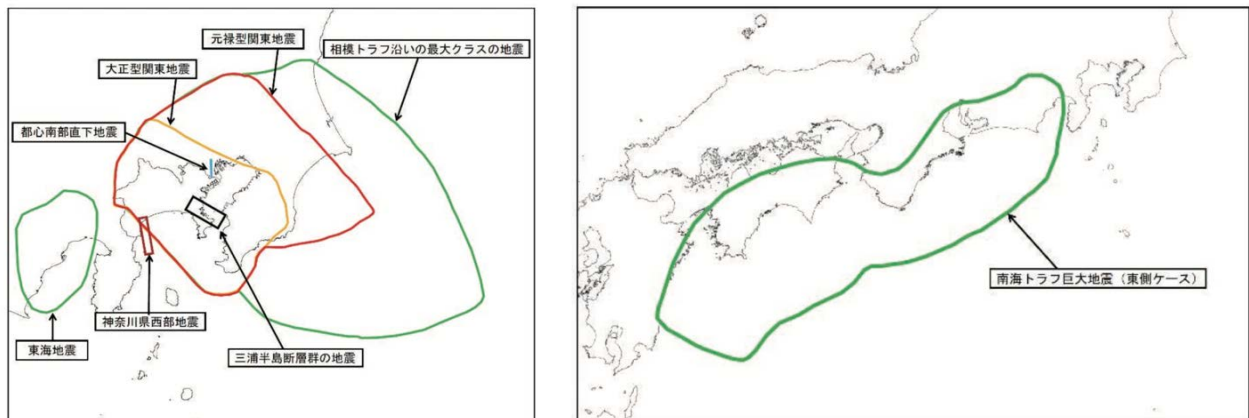 元禄型関東地震
相模トラフ沿いの最大クラスの地震
大正型関東地震
都心南部直下地震
神奈川県西部地震
東海地震
三浦半島断層群の地震
南海トラフ巨大地震（東側ケース）